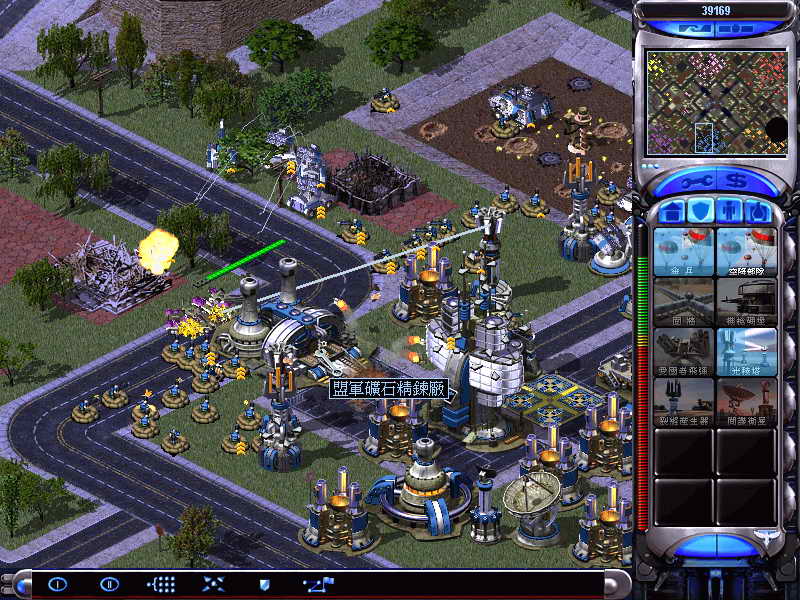 39169
傘兵
空降部隊
圍牆
機槍碉堡
愛國者飛彈
光稜塔
裂縫產生器
間諜衛星
盟軍礦石精鍊廠